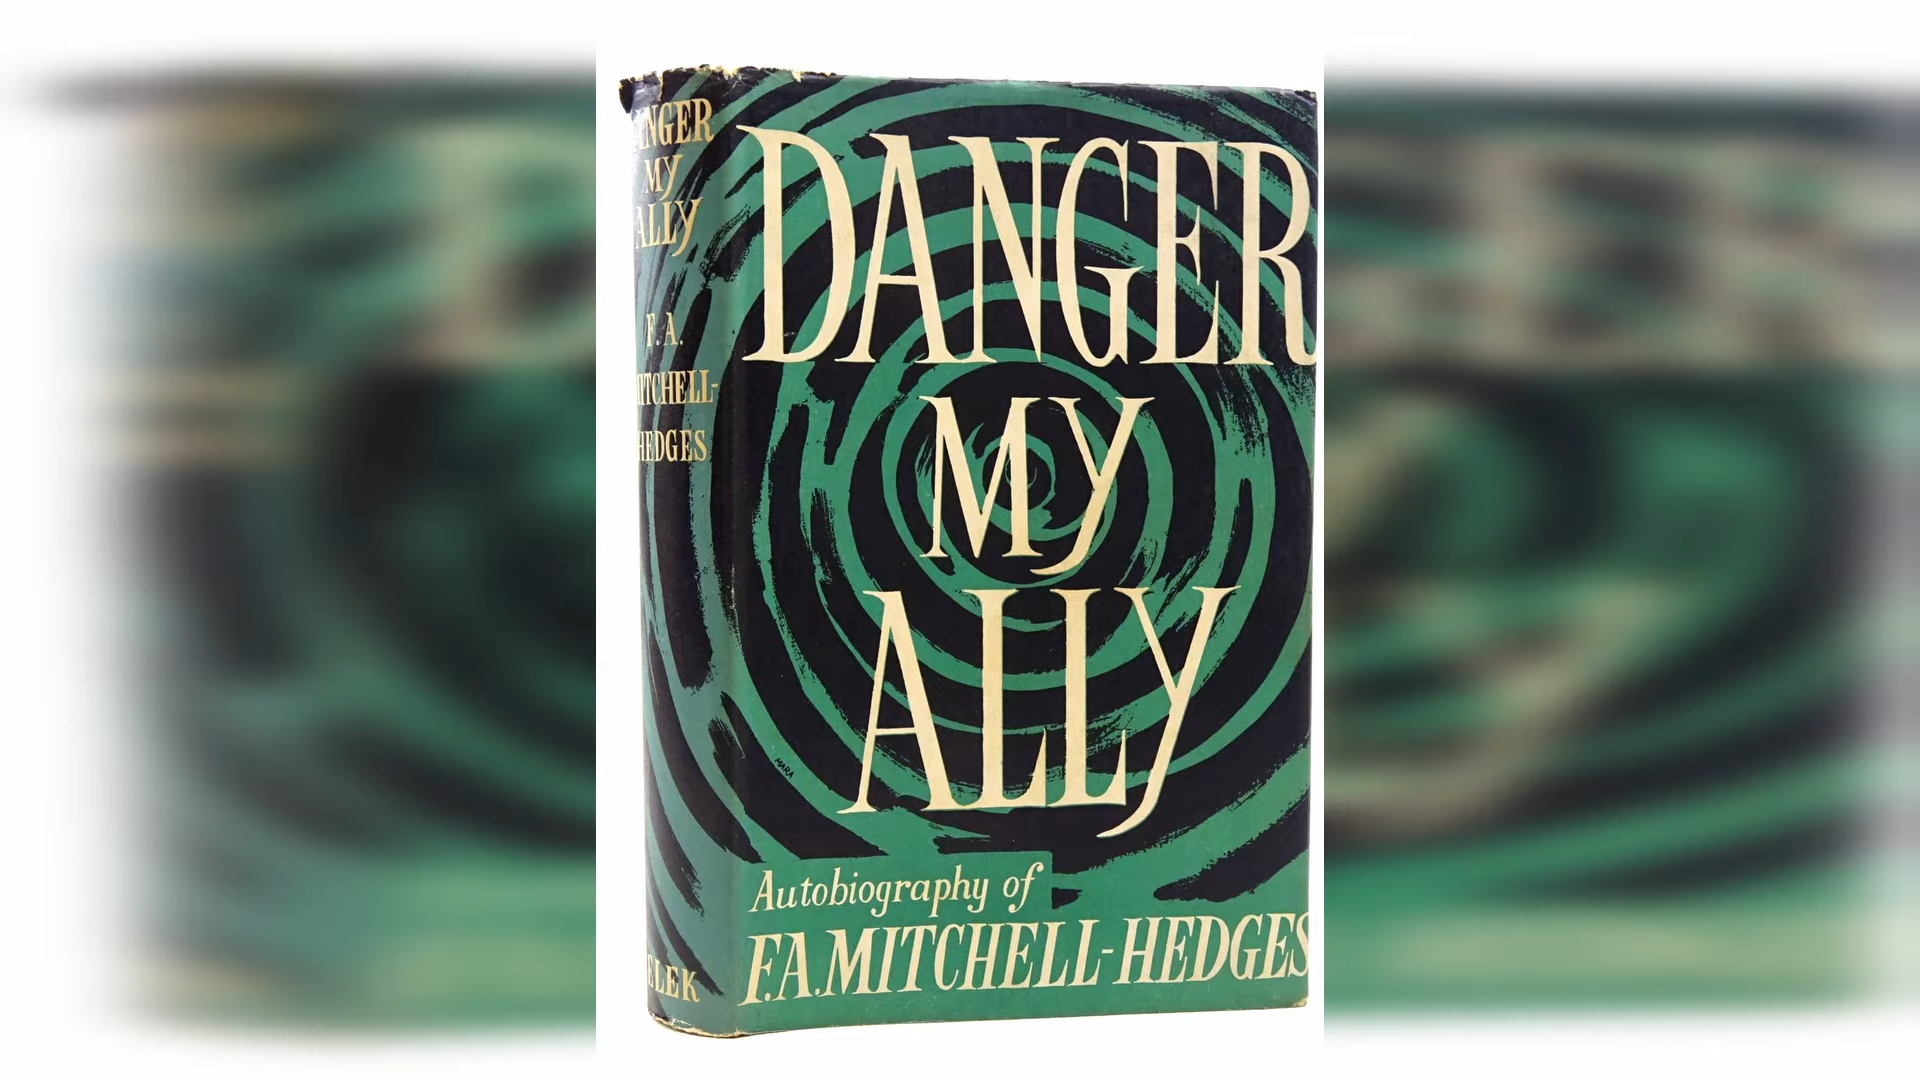 DANGER
MY
ALLY
Autobiography of
F.A. MITCHELL-HEDGES
ANGER
MY
ALLY
F. A.
MITCHELL-
HEDGES
ELEK
MARA